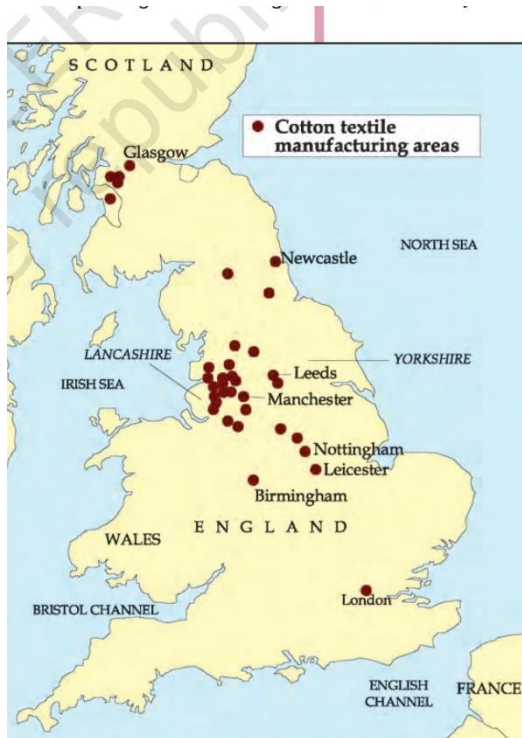 SCOTLAND
Cotton textile
manufacturing areas
Glasgow
Newcastle
NORTH SEA
LANCASHIRE
YORKSHIRE
IRISH SEA
Leeds
Manchester
Nottingham
Leicester
Birmingham
ENGLAND
WALES
London
BRISTOL CHANNEL
ENGLISH
CHANNEL
FRANCE